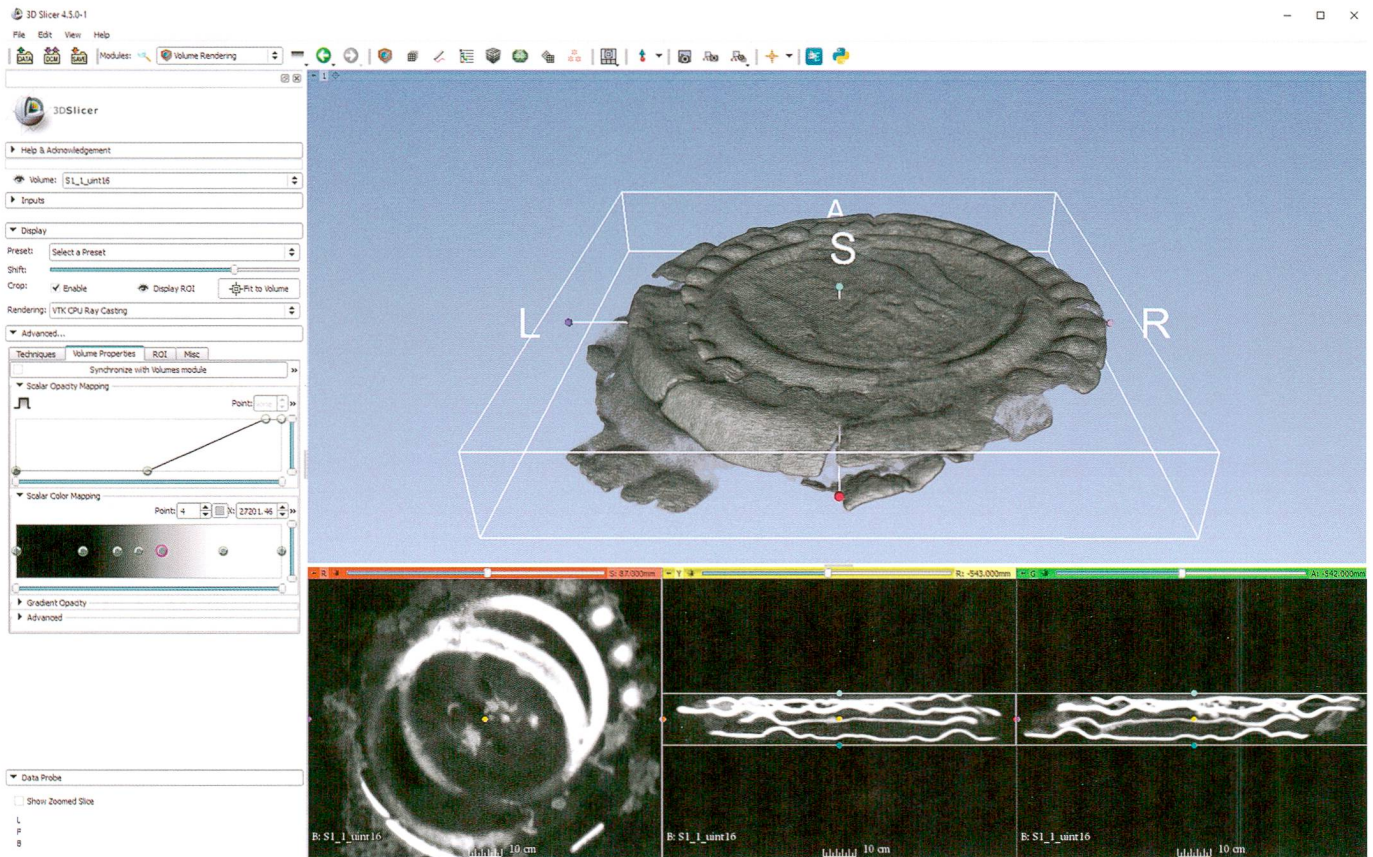 3D Slicer 4.5.0-1
File Edit View Help
DATA DCM SAVE Modules: Volume Rendering
1
3DSlicer
Help & Acknowledgement
Volume: S1_1_uint16
Inputs
Display
Preset: Select a Preset
Shift:
Crop: Enable Display ROI Fit to Volume
Rendering: VTK CPU Ray Casting
Advanced...
Techniques Volume Properties ROI Misc
Synchronize with Volumes module
Scalar Opacity Mapping
Point:
Scalar Color Mapping
Point: 4 X: 27201.46
Gradient Opacity
Advanced
Data Probe
Show Zoomed Slice
L
F
B
A
S
L
R
R S: 87.000mm
Y R: -543.000mm
G A: -542.000mm
B: S1_1_uint16
10 cm
B: S1_1_uint16
10 cm
B: S1_1_uint16
10 cm